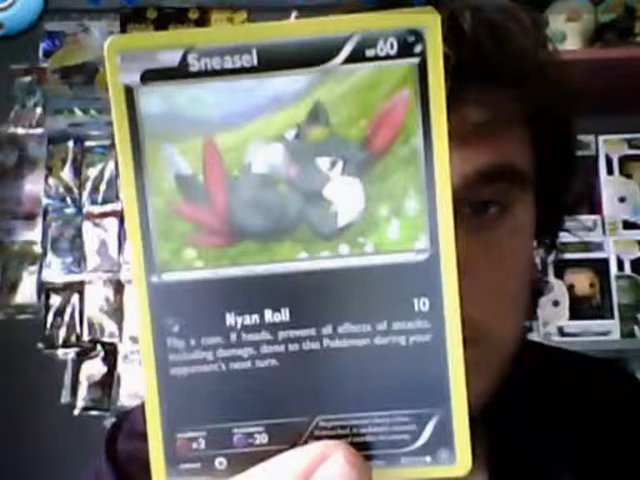 Sneasel HP60
Nyan Roll 10
Flip a coin. If heads, prevent all effects of attacks,
including damage, done to this Pokémon during your
opponent's next turn.
×2 -20